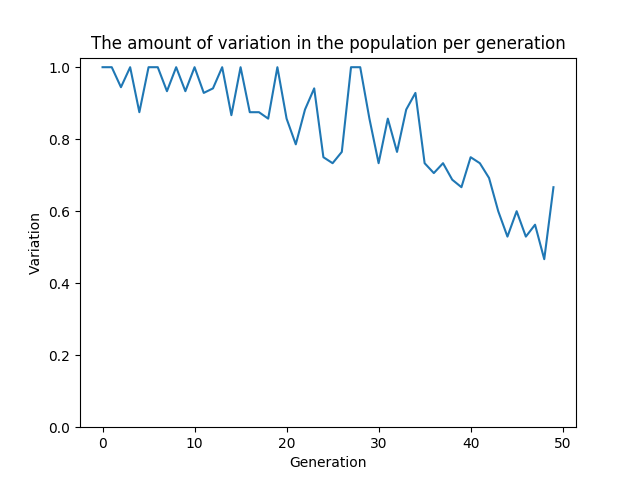 The amount of variation in the population per generation
1.0
0.8
0.6
0.4
0.2
0.0
Variation
0 10 20 30 40 50
Generation